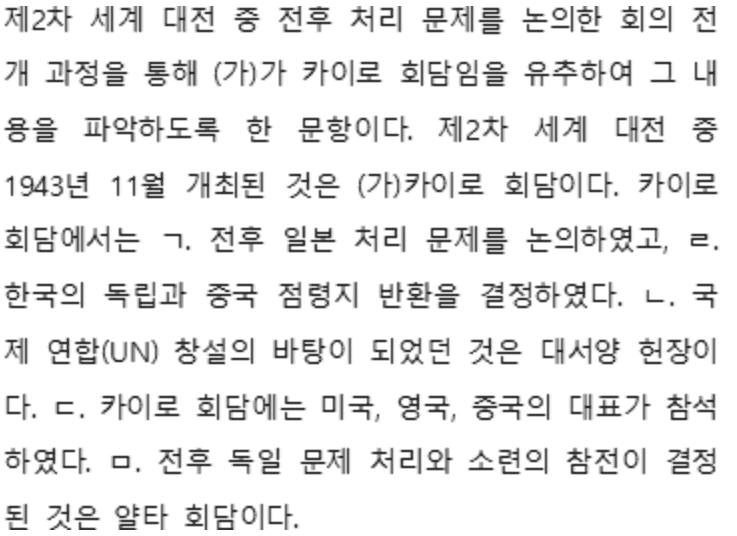 제2차 세계 대전 중 전후 처리 문제를 논의한 회의 전
개 과정을 통해 (가)가 카이로 회담임을 유추하여 그 내
용을 파악하도록 한 문항이다. 제2차 세계 대전 중
1943년 11월 개최된 것은 (가)카이로 회담이다. 카이로
회담에서는 ㄱ. 전후 일본 처리 문제를 논의하였고, ㄹ.
한국의 독립과 중국 점령지 반환을 결정하였다. ㄴ. 국
제 연합(UN) 창설의 바탕이 되었던 것은 대서양 헌장이
다. ㄷ. 카이로 회담에는 미국, 영국, 중국의 대표가 참석
하였다. ㅁ. 전후 독일 문제 처리와 소련의 참전이 결정
된 것은 얄타 회담이다.